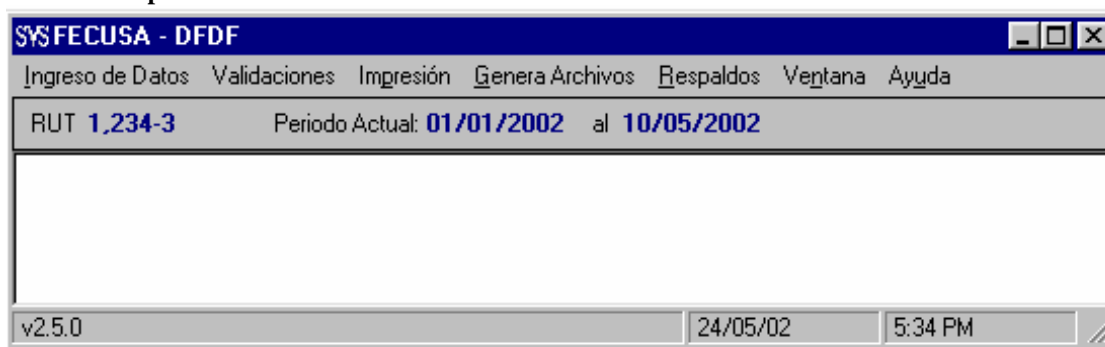 SYSFECUSA - DFDF
Ingreso de Datos Validaciones Impresión Genera Archivos Respaldos Ventana Ayuda
RUT 1,234-3 Periodo Actual: 01/01/2002 al 10/05/2002
v2.5.0 24/05/02 5:34 PM